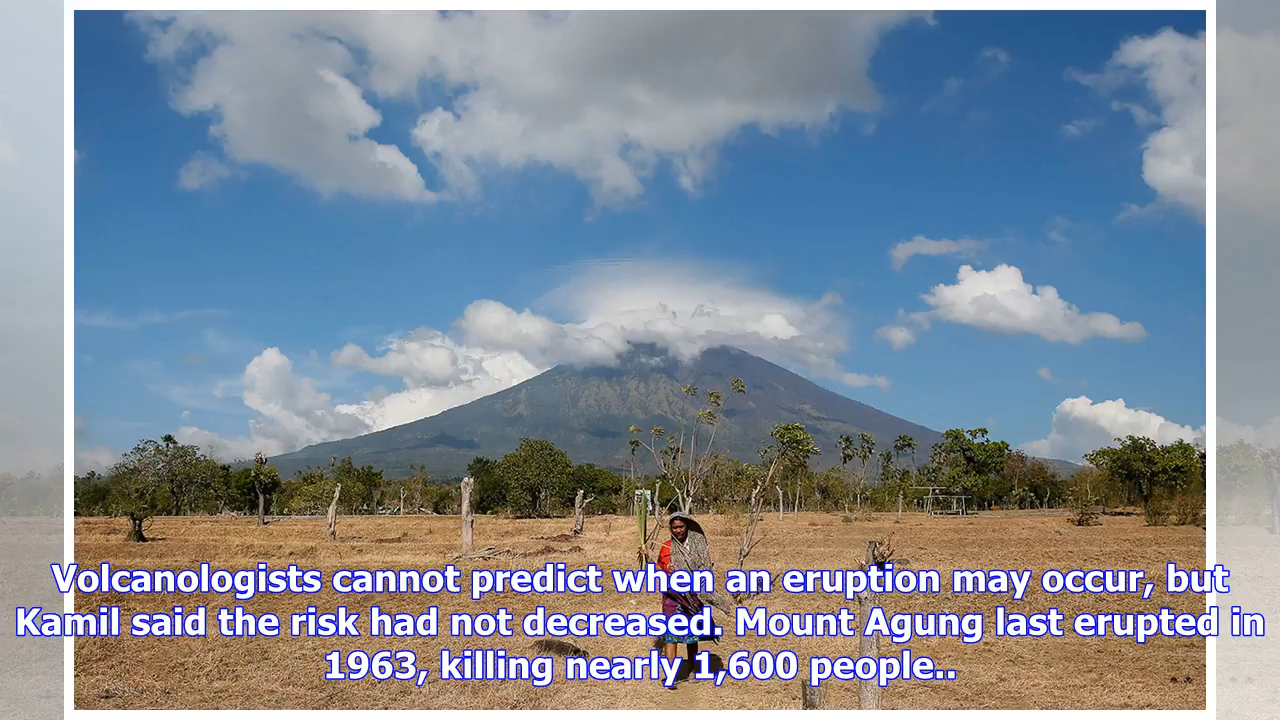 Volcanologists cannot predict when an eruption may occur, but
Kamil said the risk had not decreased. Mount Agung last erupted in
1963, killing nearly 1,600 people..